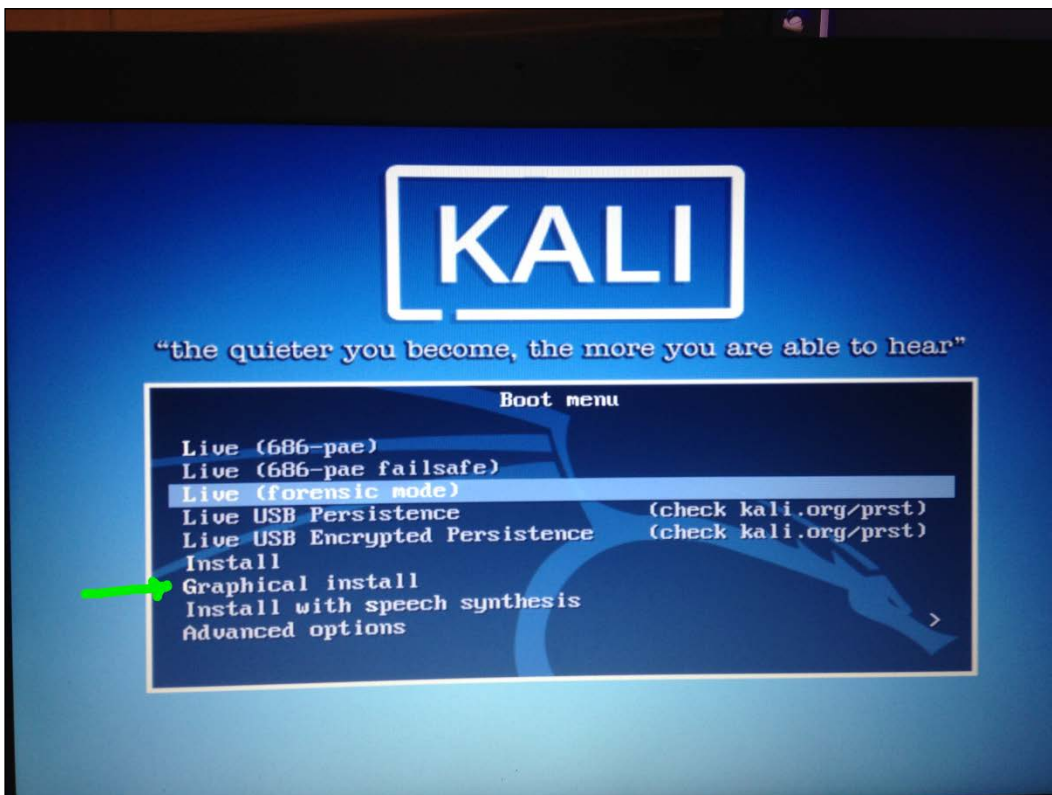 KALI
“the quieter you become, the more you are able to hear”
Boot menu
Live (686-pae)
Live (686-pae failsafe)
Live (forensic mode)
Live USB Persistence (check kali.org/prst)
Live USB Encrypted Persistence (check kali.org/prst)
Install
Graphical install
Install with speech synthesis
Advanced options >